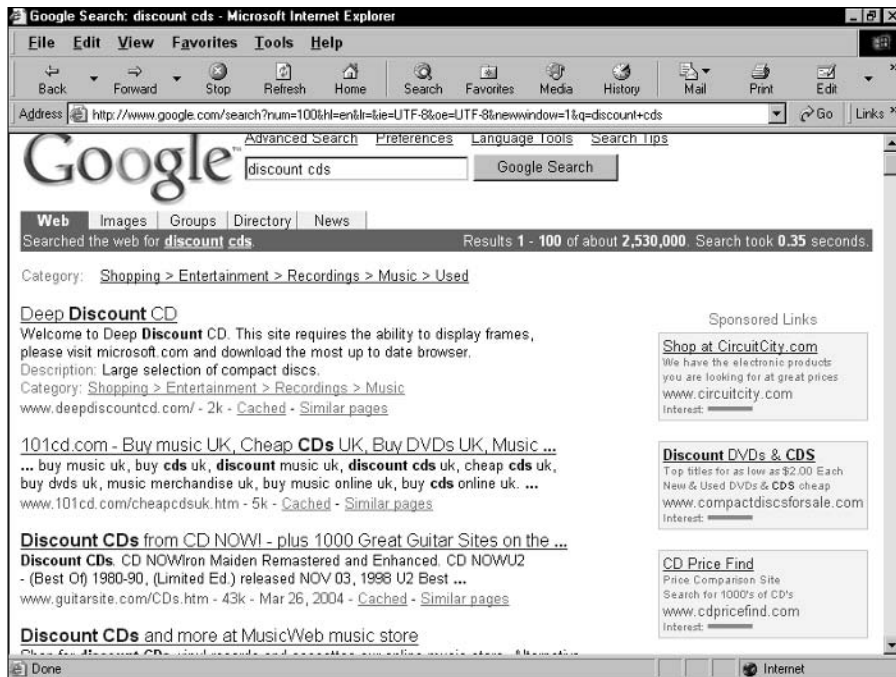 Google Search: discount cds - Microsoft Internet Explorer
File Edit View Favorites Tools Help
Back Forward Stop Refresh Home Search Favorites Media History Mail Print Edit
Address http://www.google.com/search?num=100&hl=en&lr=&ie=UTF-8&oe=UTF-8&newwindow=1&q=discount+cds Go Links
Google™
Advanced Search Preferences Language Tools Search Tips
discount cds Google Search
Web Images Groups Directory News
Searched the web for discount cds. Results 1 - 100 of about 2,530,000. Search took 0.35 seconds.
Category: Shopping > Entertainment > Recordings > Music > Used
Deep Discount CD
Welcome to Deep Discount CD. This site requires the ability to display frames,
please visit microsoft.com and download the most up to date browser.
Description: Large selection of compact discs.
Category: Shopping > Entertainment > Recordings > Music
www.deepdiscountcd.com/ - 2k - Cached - Similar pages
101cd.com - Buy music UK, Cheap CDs UK, Buy DVDs UK, Music ...
... buy music uk, buy cds uk, discount music uk, discount cds uk, cheap cds uk,
buy dvds uk, music merchandise uk, buy music online uk, buy cds online uk. ...
www.101cd.com/cheapcdsuk.htm - 5k - Cached - Similar pages
Discount CDs from CD NOW! - plus 1000 Great Guitar Sites on the ...
Discount CDs. CD NOWIron Maiden Remastered and Enhanced. CD NOWU2
- (Best Of) 1980-90, (Limited Ed.) released NOV 03, 1998 U2 Best ...
www.guitarsite.com/CDs.htm - 43k - Mar 26, 2004 - Cached - Similar pages
Discount CDs and more at MusicWeb music store
Sponsored Links
Shop at CircuitCity.com
We have the electronic products
you are looking for at great prices
www.circuitcity.com
Interest:
Discount DVDs & CDS
Top titles for as low as $2.00 Each
New & Used DVDs & CDS cheap
www.compactdiscsforsale.com
Interest:
CD Price Find
Price Comparison Site
Search for 1000's of CD's
www.cdpricefind.com
Interest:
Done Internet